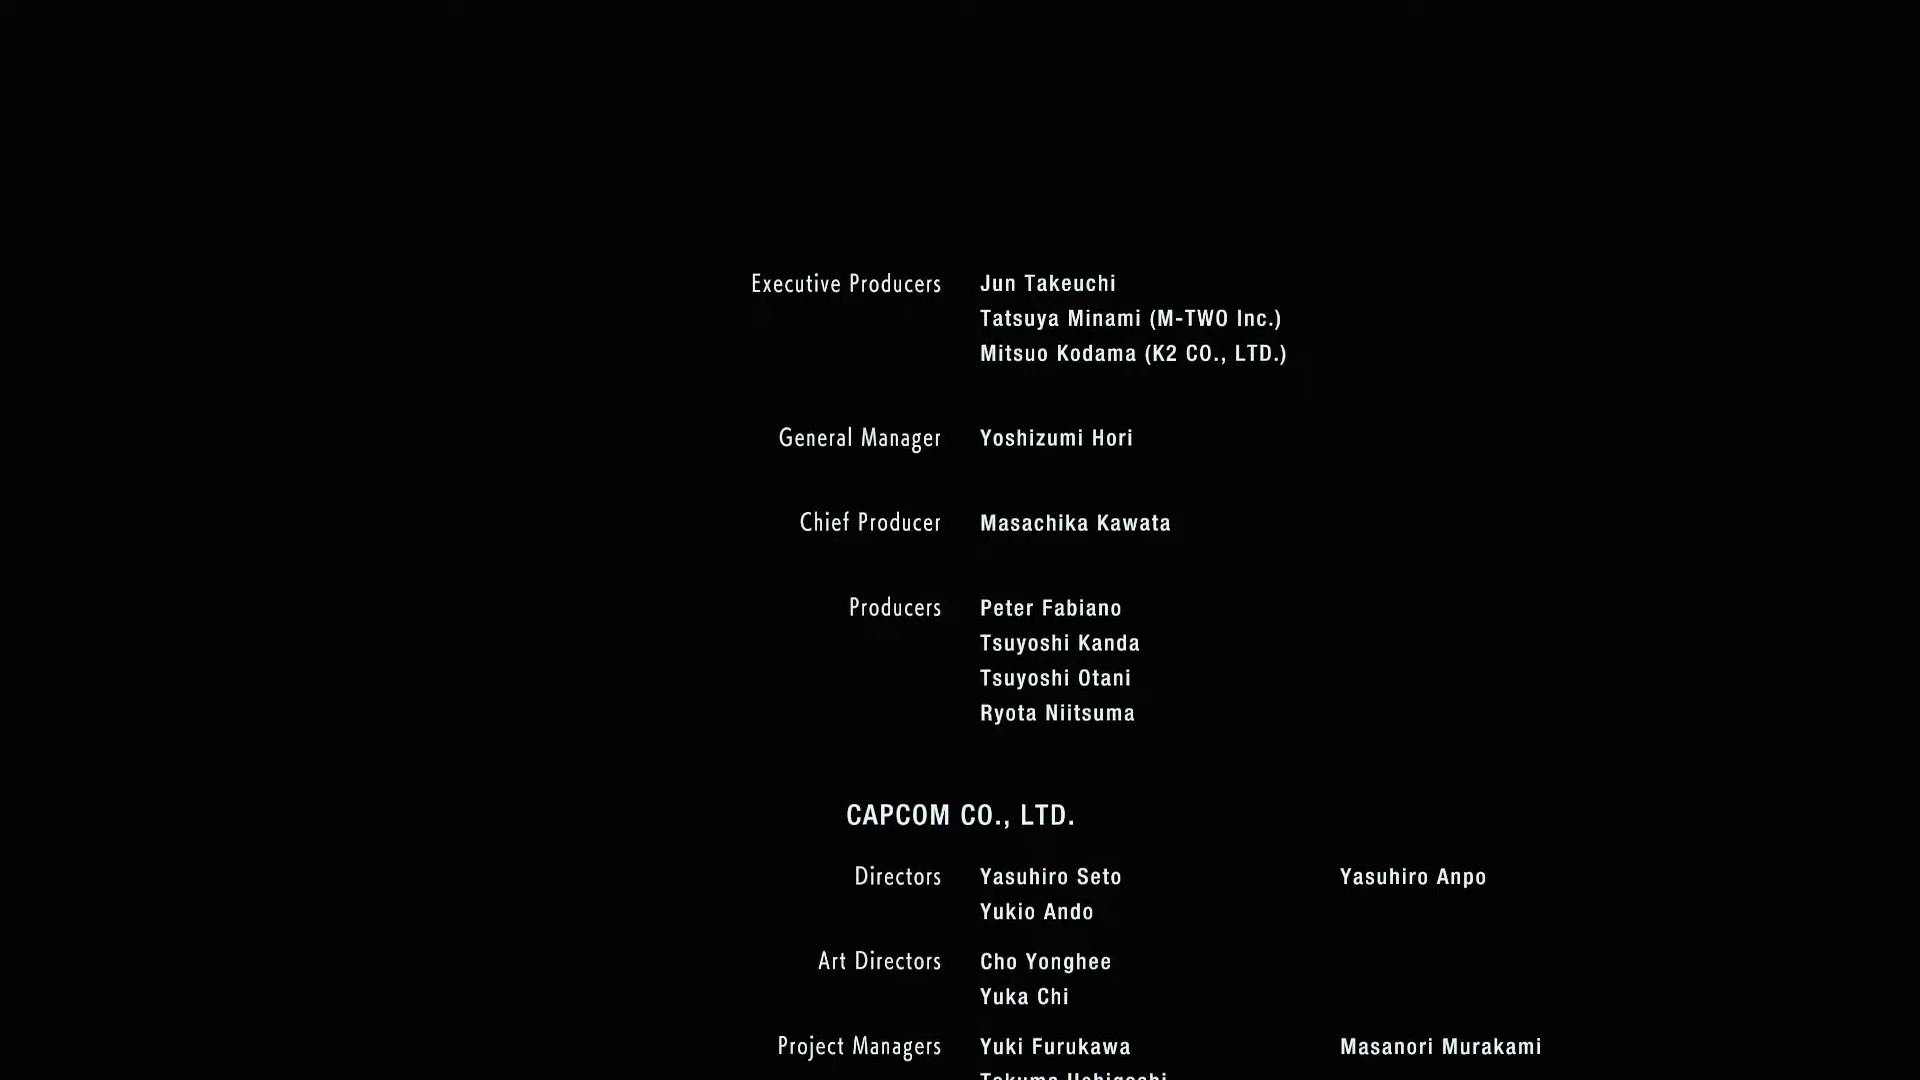 Executive Producers Jun Takeuchi
Tatsuya Minami (M-TWO Inc.)
Mitsuo Kodama (K2 CO., LTD.)
General Manager Yoshizumi Hori
Chief Producer Masachika Kawata
Producers Peter Fabiano
Tsuyoshi Kanda
Tsuyoshi Otani
Ryota Niitsuma
CAPCOM CO., LTD.
Directors Yasuhiro Seto Yasuhiro Anpo
Yukio Ando
Art Directors Cho Yonghee
Yuka Chi
Project Managers Yuki Furukawa Masanori Murakami